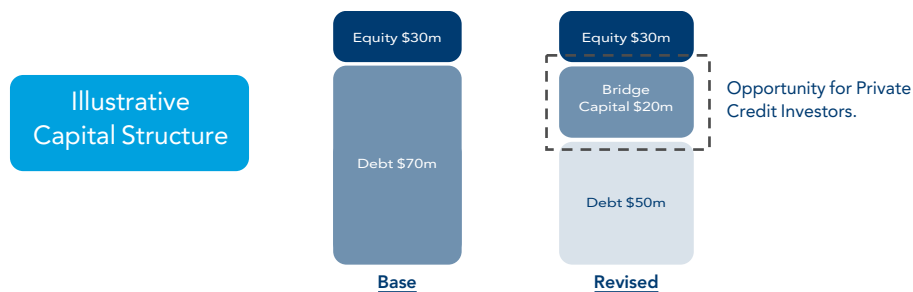 Illustrative
Capital Structure
Equity $30m
Debt $70m
Base
Equity $30m
Bridge
Capital $20m
Debt $50m
Revised
Opportunity for Private
Credit Investors.